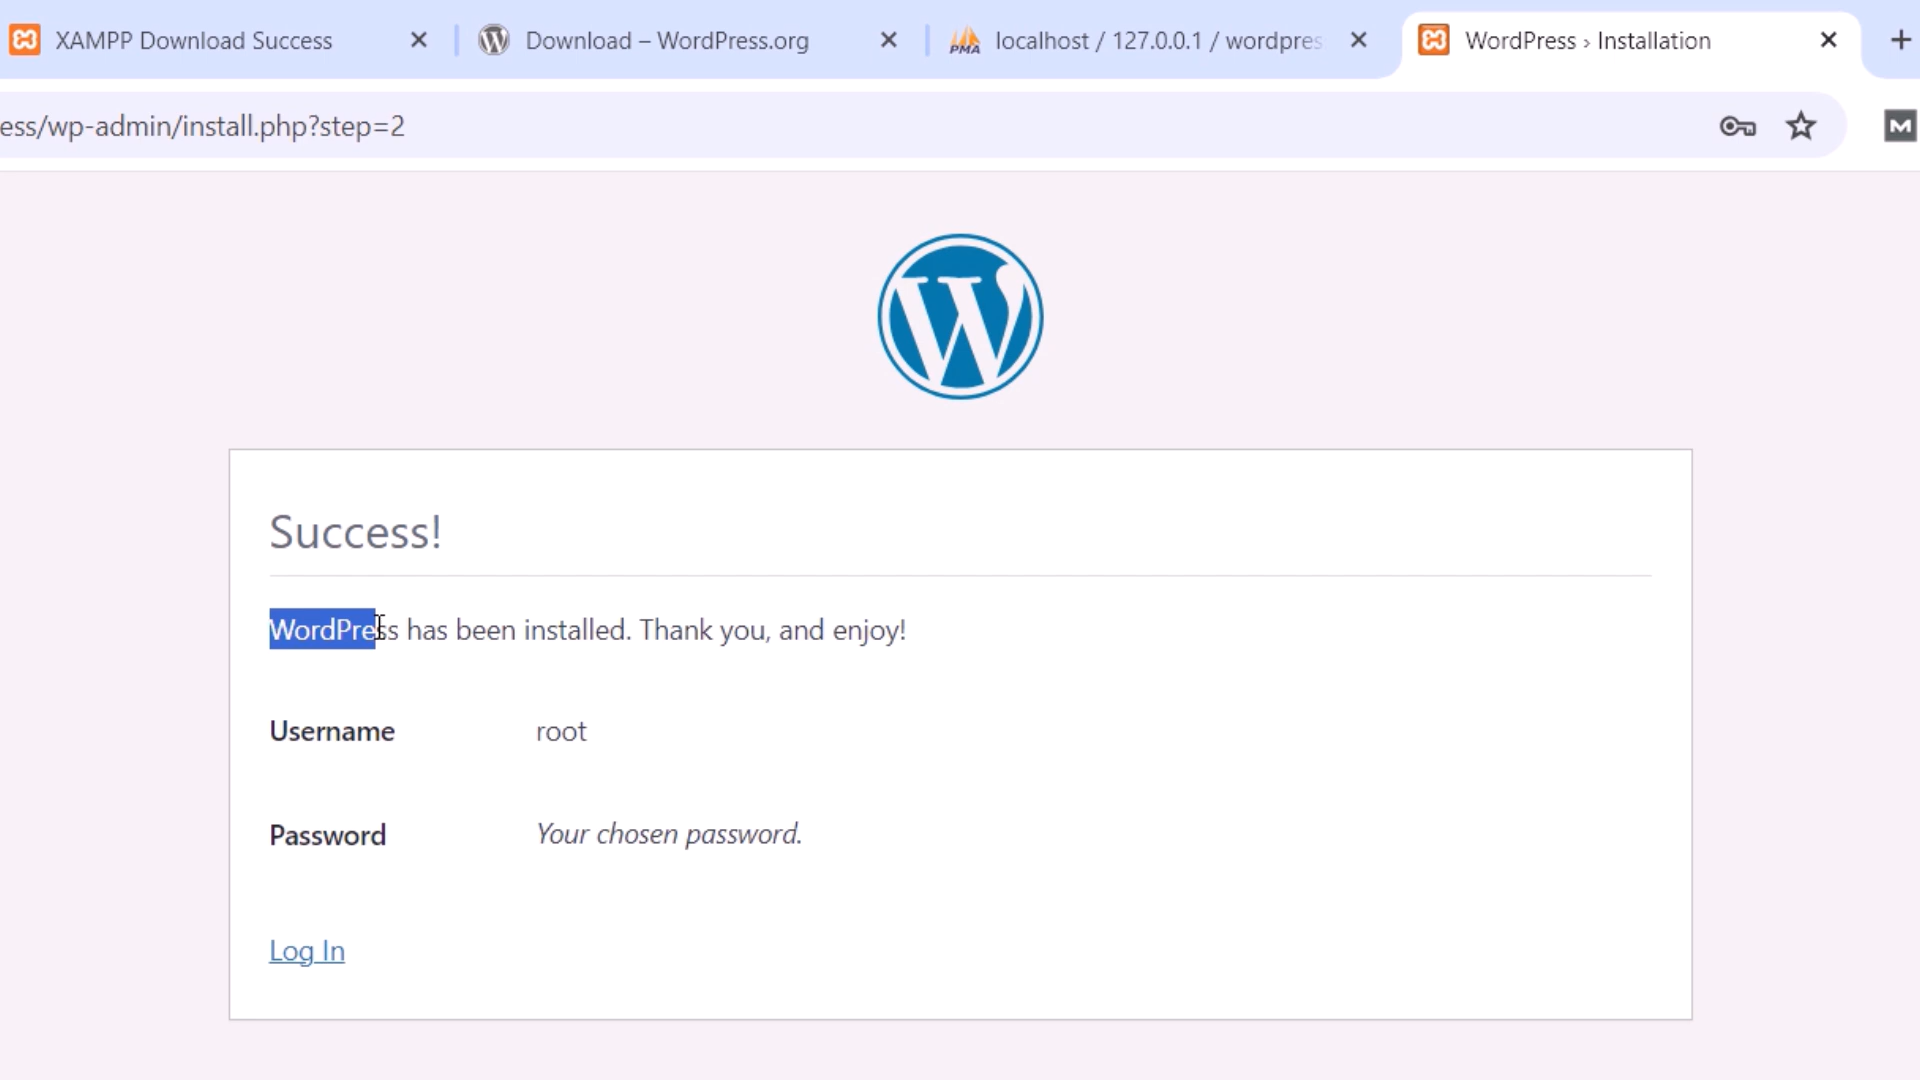 XAMPP Download Success
Download – WordPress.org
localhost / 127.0.0.1 / wordpres
WordPress › Installation
ess/wp-admin/install.php?step=2
Success!
WordPress has been installed. Thank you, and enjoy!
Username root
Password Your chosen password.
Log In